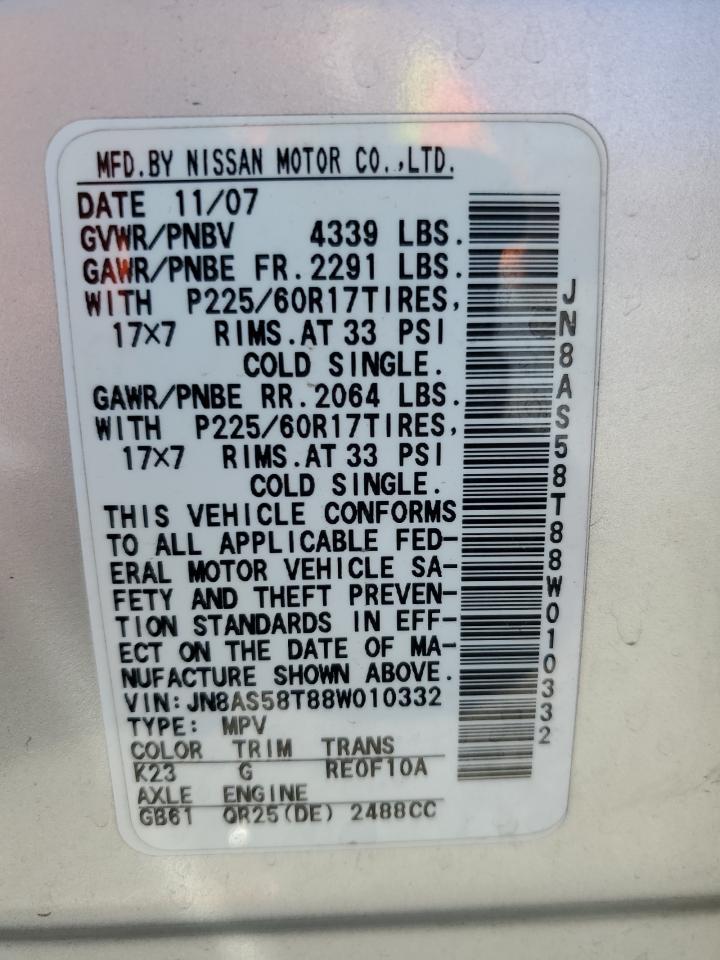 MFD.BY NISSAN MOTOR CO.,LTD.
DATE 11/07
GVWR/PNBV 4339 LBS.
GAWR/PNBE FR.2291 LBS.
WITH P225/60R17TIRES,
17×7 RIMS.AT 33 PSI
COLD SINGLE.
GAWR/PNBE RR.2064 LBS.
WITH P225/60R17TIRES,
17×7 RIMS.AT 33 PSI
COLD SINGLE.
THIS VEHICLE CONFORMS
TO ALL APPLICABLE FED-
ERAL MOTOR VEHICLE SA-
FETY AND THEFT PREVEN-
TION STANDARDS IN EFF-
ECT ON THE DATE OF MA-
NUFACTURE SHOWN ABOVE.
VIN:JN8AS58T88W010332
TYPE: MPV
COLOR TRIM TRANS
K23 G RE0F10A
AXLE ENGINE
GB61 QR25(DE) 2488CC
JN8AS58T88W010332